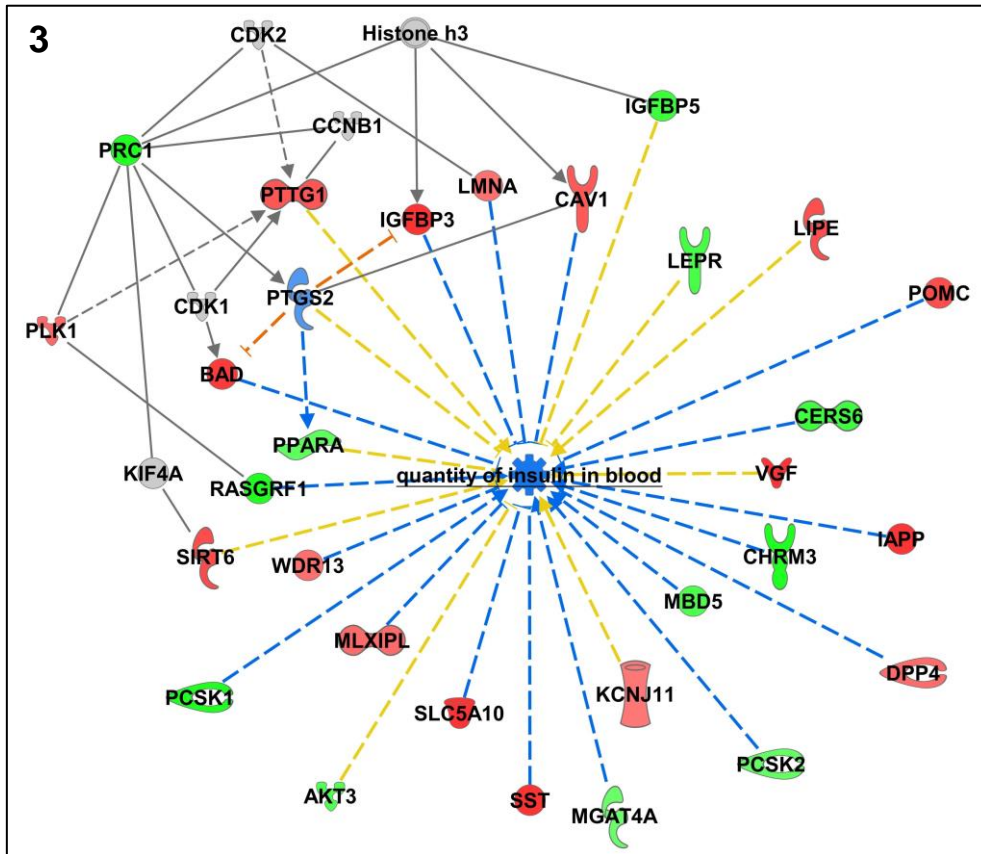 3
CDK2
Histone h3
IGFBP5
CCNB1
PRC1
PTTG1
LMNA
CAV1
IGFBP3
LIPE
LEPR
CDK1
PTGS2
POMC
PLK1
BAD
CERS6
PPARA
KIF4A
RASGRF1
quantity of insulin in blood
VGF
SIRT6
WDR13
CHRM3
IAPP
MBD5
MLXIPL
DPP4
PCSK1
SLC5A10
KCNJ11
PCSK2
AKT3
SST
MGAT4A